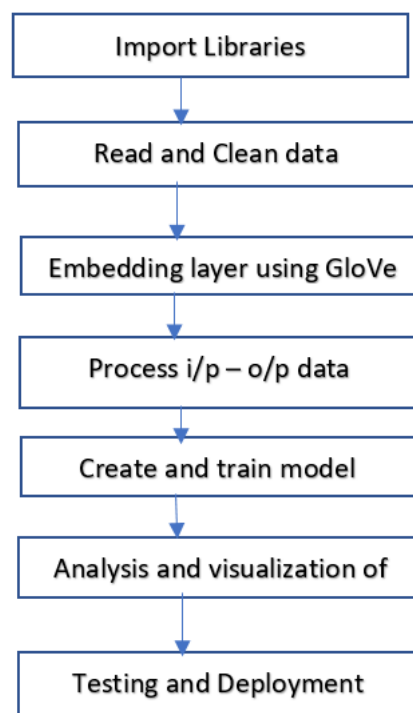 Import Libraries
Read and Clean data
Embedding layer using GloVe
Process i/p – o/p data
Create and train model
Analysis and visualization of
Testing and Deployment